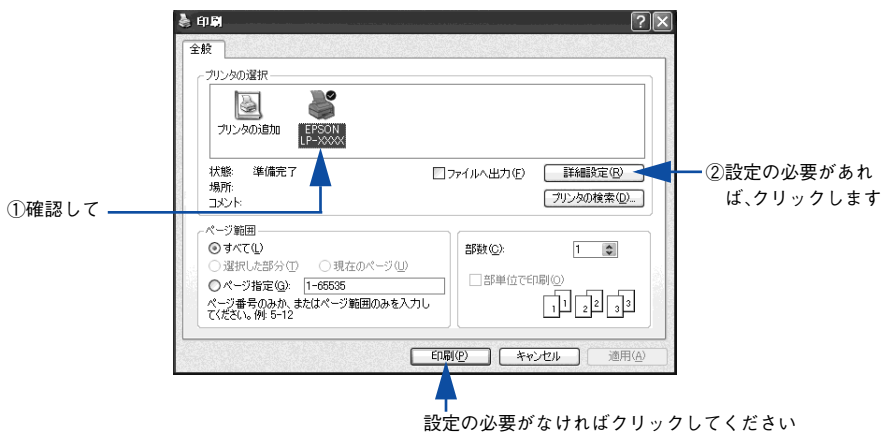 印刷
全般
プリンタの選択
プリンタの追加
EPSON
LP-XXXX
状態: 準備完了
場所:
コメント:
ファイルへ出力(F)
詳細設定(R)
プリンタの検索(D)...
①確認して
②設定の必要があれ
ば、クリックします
ページ範囲
すべて(L)
選択した部分(T) 現在のページ(U)
ページ指定(G): 1-65535
ページ番号のみか、またはページ範囲のみを入力し
てください。例: 5-12
部数(C): 1
部単位で印刷(O)
1 1 2 2 3 3
印刷(P) キャンセル 適用(A)
設定の必要がなければクリックしてください